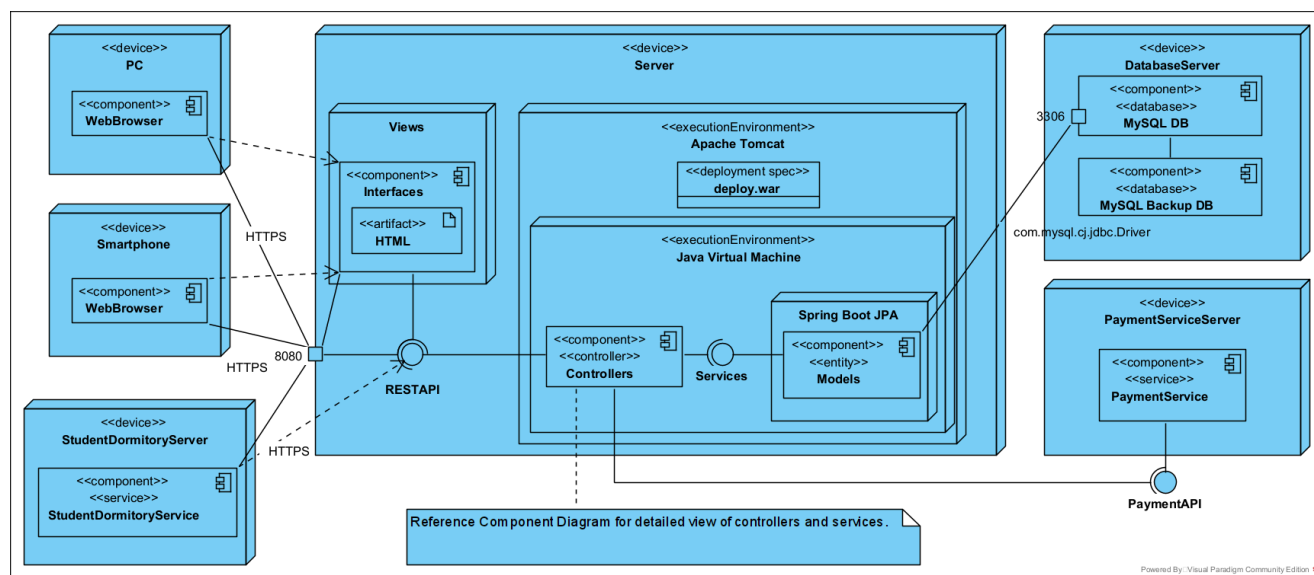 <<device>>
PC
<<component>>
WebBrowser
<<device>>
Smartphone
<<component>>
WebBrowser
<<device>>
StudentDormitoryServer
<<component>>
<<service>>
StudentDormitoryService
HTTPS
HTTPS
HTTPS
8080
<<device>>
Server
Views
<<component>>
Interfaces
<<artifact>>
HTML
RESTAPI
<<executionEnvironment>>
Apache Tomcat
<<deployment spec>>
deploy.war
<<executionEnvironment>>
Java Virtual Machine
<<component>>
<<controller>>
Controllers
Services
Spring Boot JPA
<<component>>
<<entity>>
Models
Reference Component Diagram for detailed view of controllers and services.
com.mysql.cj.jdbc.Driver
3306
<<device>>
DatabaseServer
<<component>>
<<database>>
MySQL DB
<<component>>
<<database>>
MySQL Backup DB
<<device>>
PaymentServiceServer
<<component>>
<<service>>
PaymentService
PaymentAPI
Powered By: Visual Paradigm Community Edition